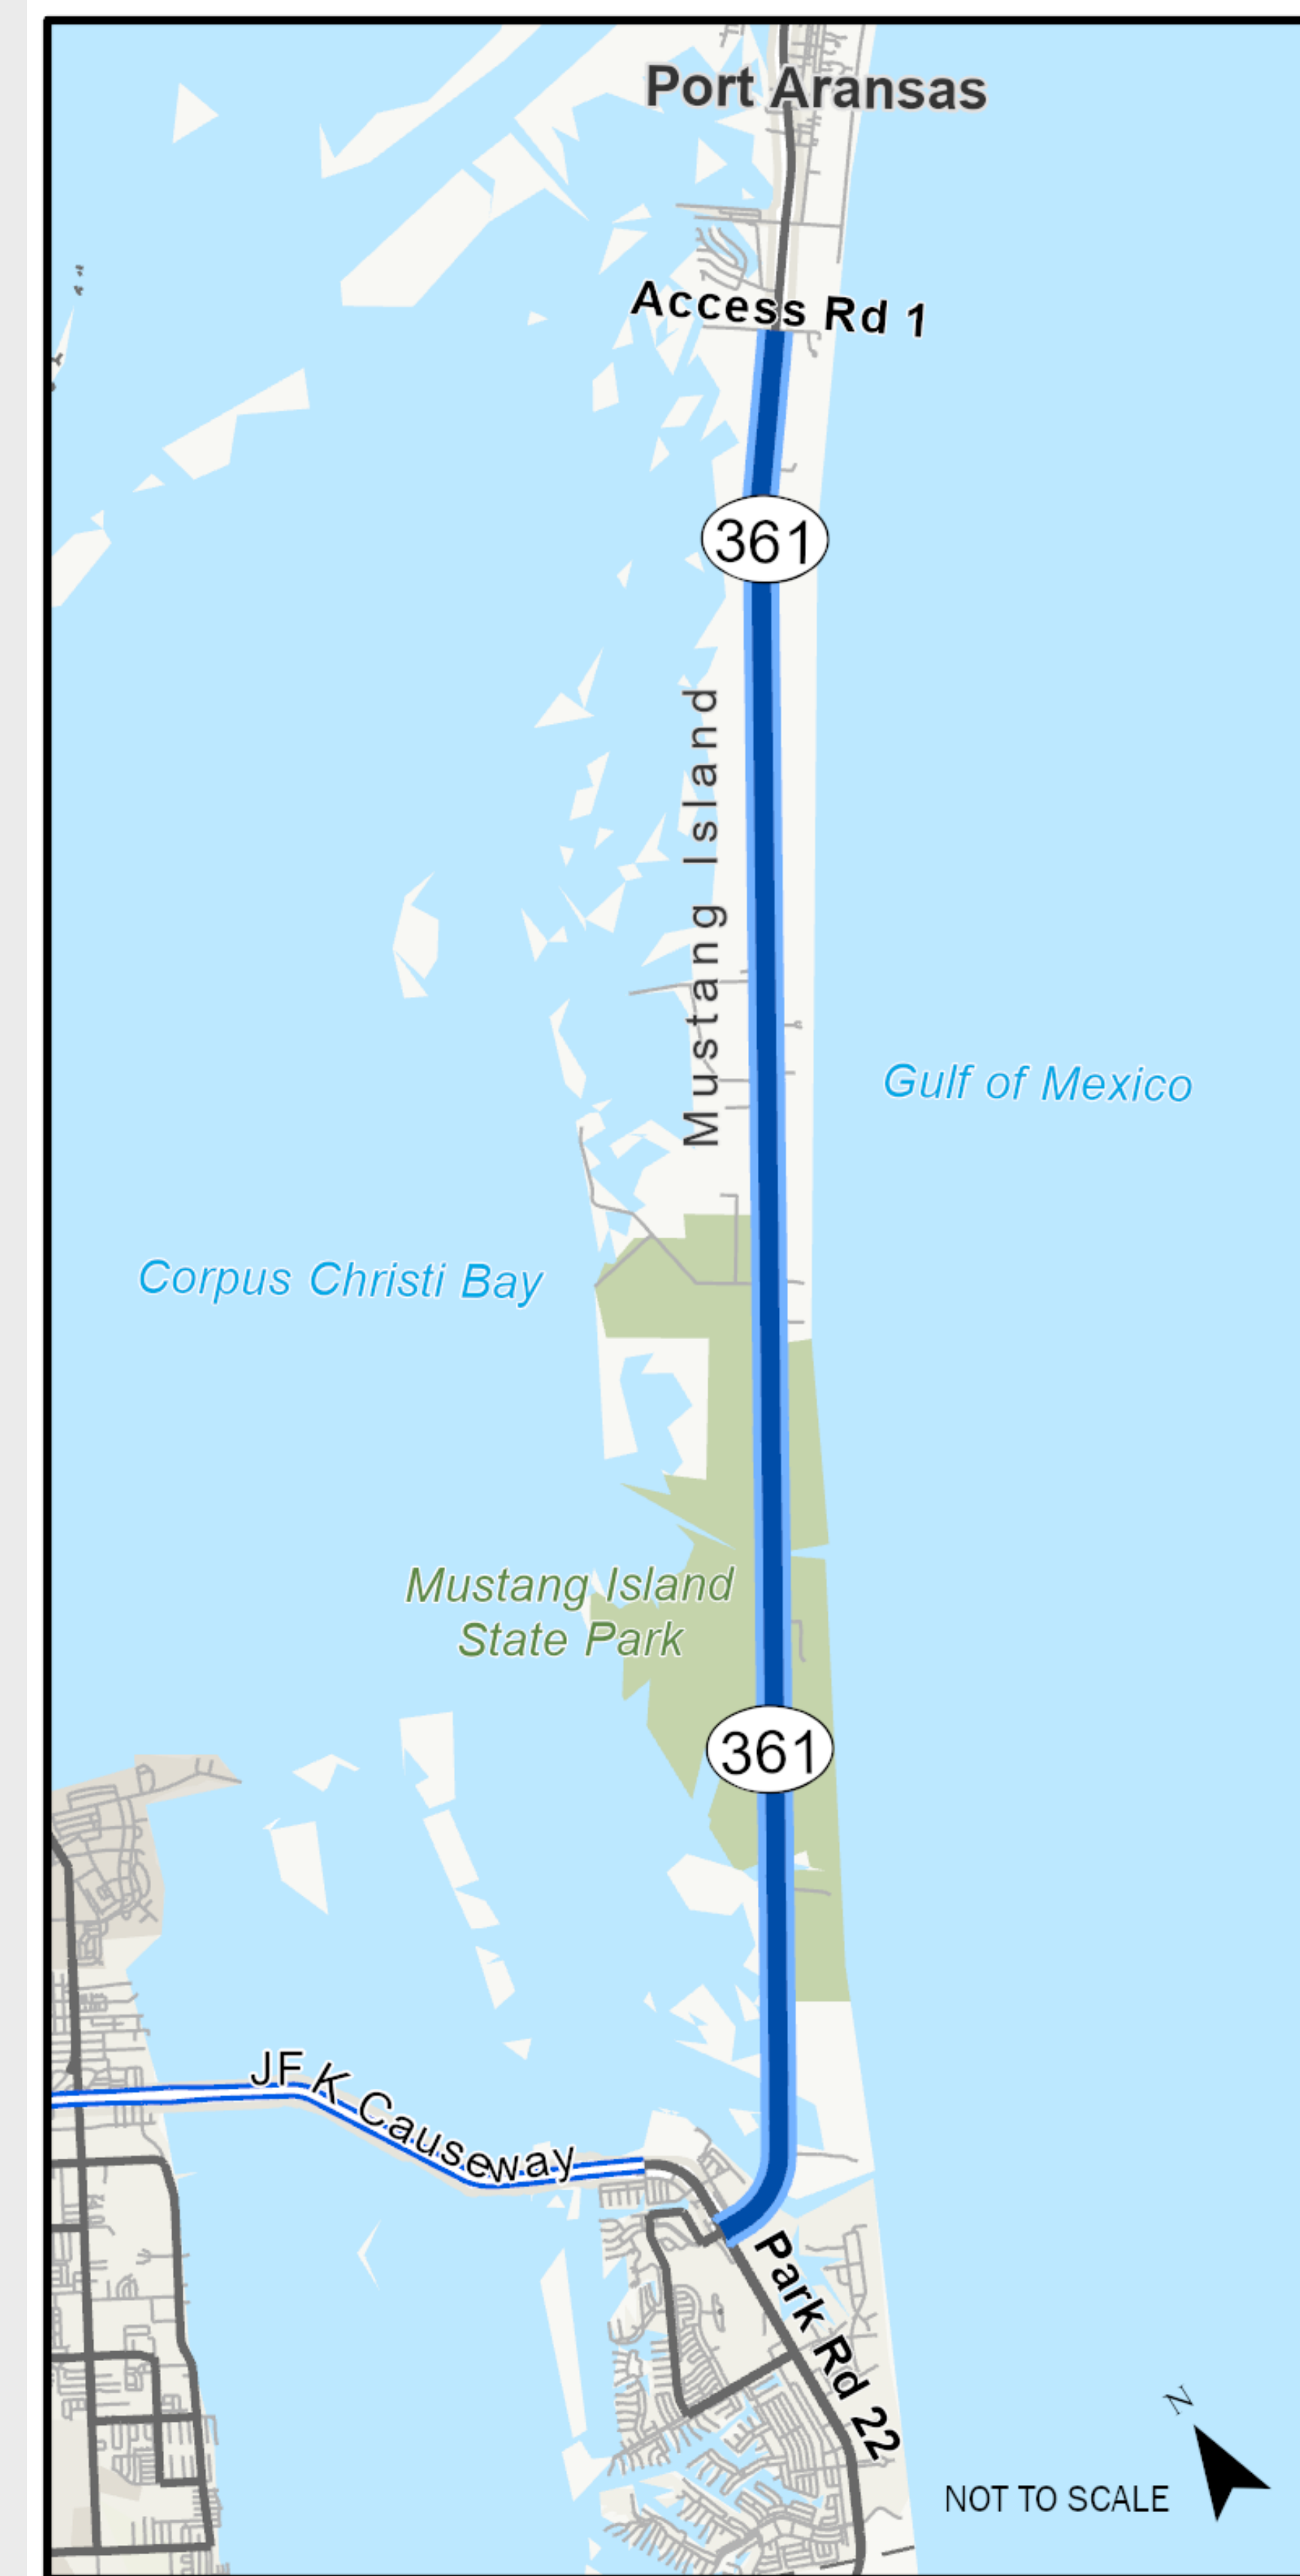 Port Aransas
Access Rd 1
361
Mustang Island
Gulf of Mexico
Corpus Christi Bay
Mustang Island
State Park
361
JFK Causeway
Park Rd 22
N
NOT TO SCALE